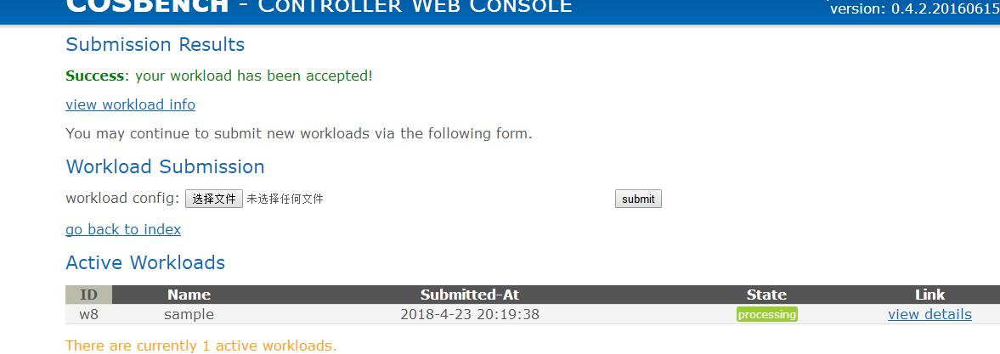 COSBENCH - CONTROLLER WEB CONSOLE
version: 0.4.2.20160615
Submission Results
Success: your workload has been accepted!
view workload info
You may continue to submit new workloads via the following form.
Workload Submission
workload config: 选择文件 未选择任何文件 submit
go back to index
Active Workloads
ID Name Submitted-At State Link
w8 sample 2018-4-23 20:19:38 processing view details
There are currently 1 active workloads.